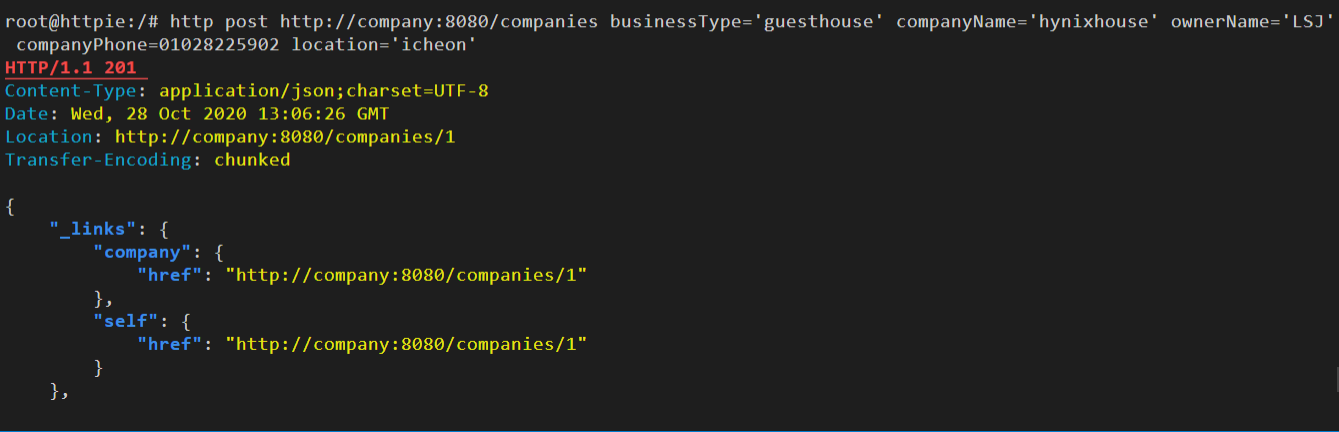 root@httpie:/# http post http://company:8080/companies businessType='guesthouse' companyName='hynixhouse' ownerName='LSJ'
companyPhone=01028225902 location='icheon'
HTTP/1.1 201
Content-Type: application/json;charset=UTF-8
Date: Wed, 28 Oct 2020 13:06:26 GMT
Location: http://company:8080/companies/1
Transfer-Encoding: chunked
{
"_links": {
"company": {
"href": "http://company:8080/companies/1"
},
"self": {
"href": "http://company:8080/companies/1"
}
},